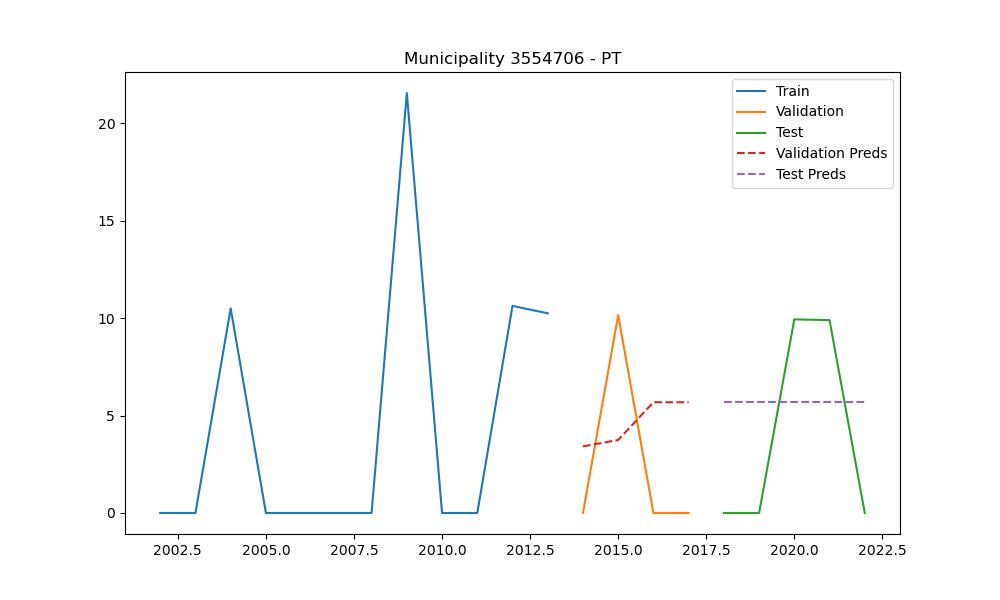 Municipality 3554706 - PT
Train
Validation
Test
Validation Preds
Test Preds
20
15
10
5
0
2002.5 2005.0 2007.5 2010.0 2012.5 2015.0 2017.5 2020.0 2022.5